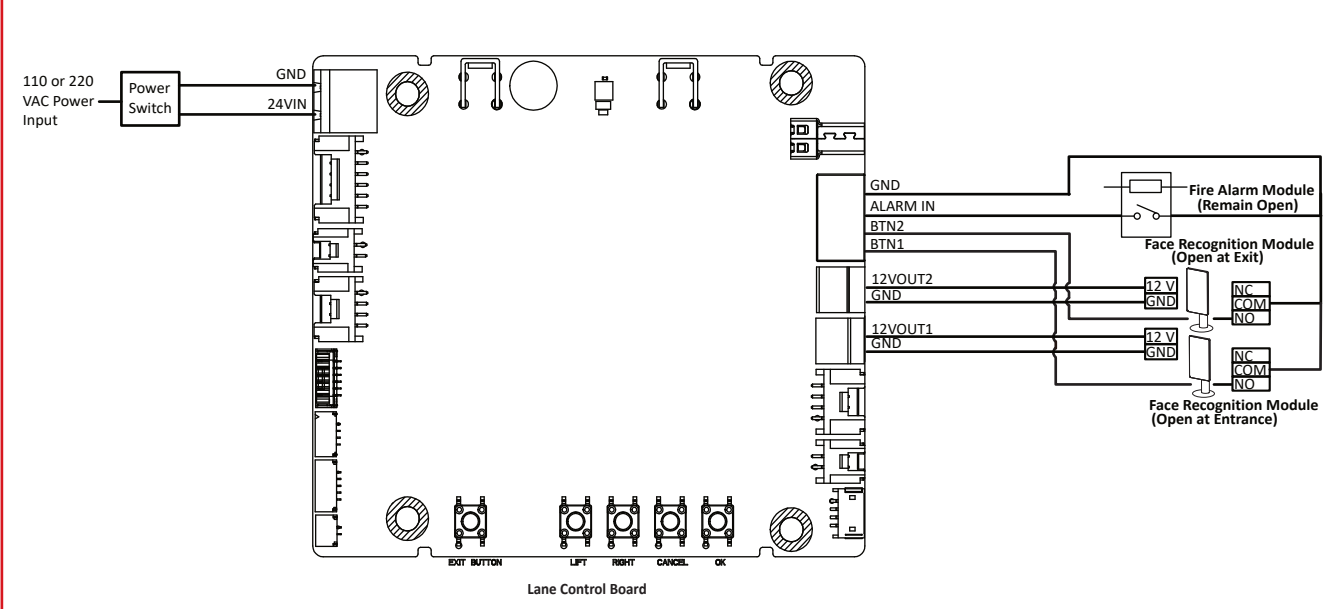 110 or 220
VAC Power
Input
Power
Switch
GND
24VIN
GND
ALARM IN
BTN2
BTN1
12VOUT2
GND
12VOUT1
GND
Fire Alarm Module
(Remain Open)
Face Recognition Module
(Open at Exit)
12 V
GND
NC
COM
NO
12 V
GND
NC
COM
NO
Face Recognition Module
(Open at Entrance)
EXIT BUTTON
LIFT
RIGHT
CANCEL
OK
Lane Control Board